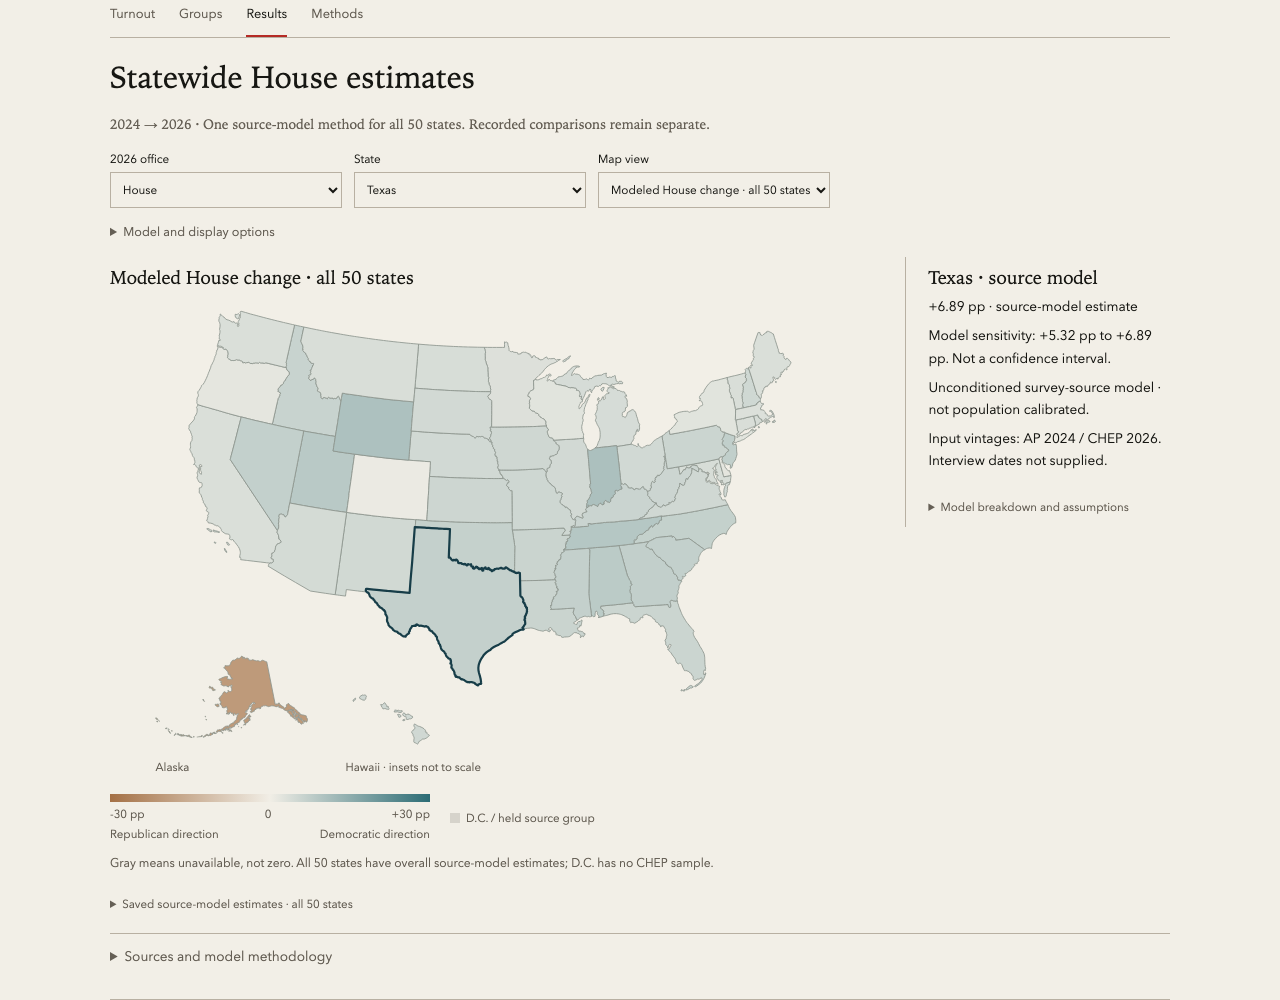 Turnout Groups Results Methods
Statewide House estimates
2024 → 2026 · One source-model method for all 50 states. Recorded comparisons remain separate.
2026 office State Map view
House Texas Modeled House change · all 50 states
▶ Model and display options
Modeled House change · all 50 states
Texas · source model
+6.89 pp · source-model estimate
Model sensitivity: +5.32 pp to +6.89
pp. Not a confidence interval.
Unconditioned survey-source model ·
not population calibrated.
Input vintages: AP 2024 / CHEP 2026.
Interview dates not supplied.
▶ Model breakdown and assumptions
Alaska Hawaii · insets not to scale
-30 pp 0 +30 pp
Republican direction Democratic direction
D.C. / held source group
Gray means unavailable, not zero. All 50 states have overall source-model estimates; D.C. has no CHEP sample.
▶ Saved source-model estimates · all 50 states
▶ Sources and model methodology